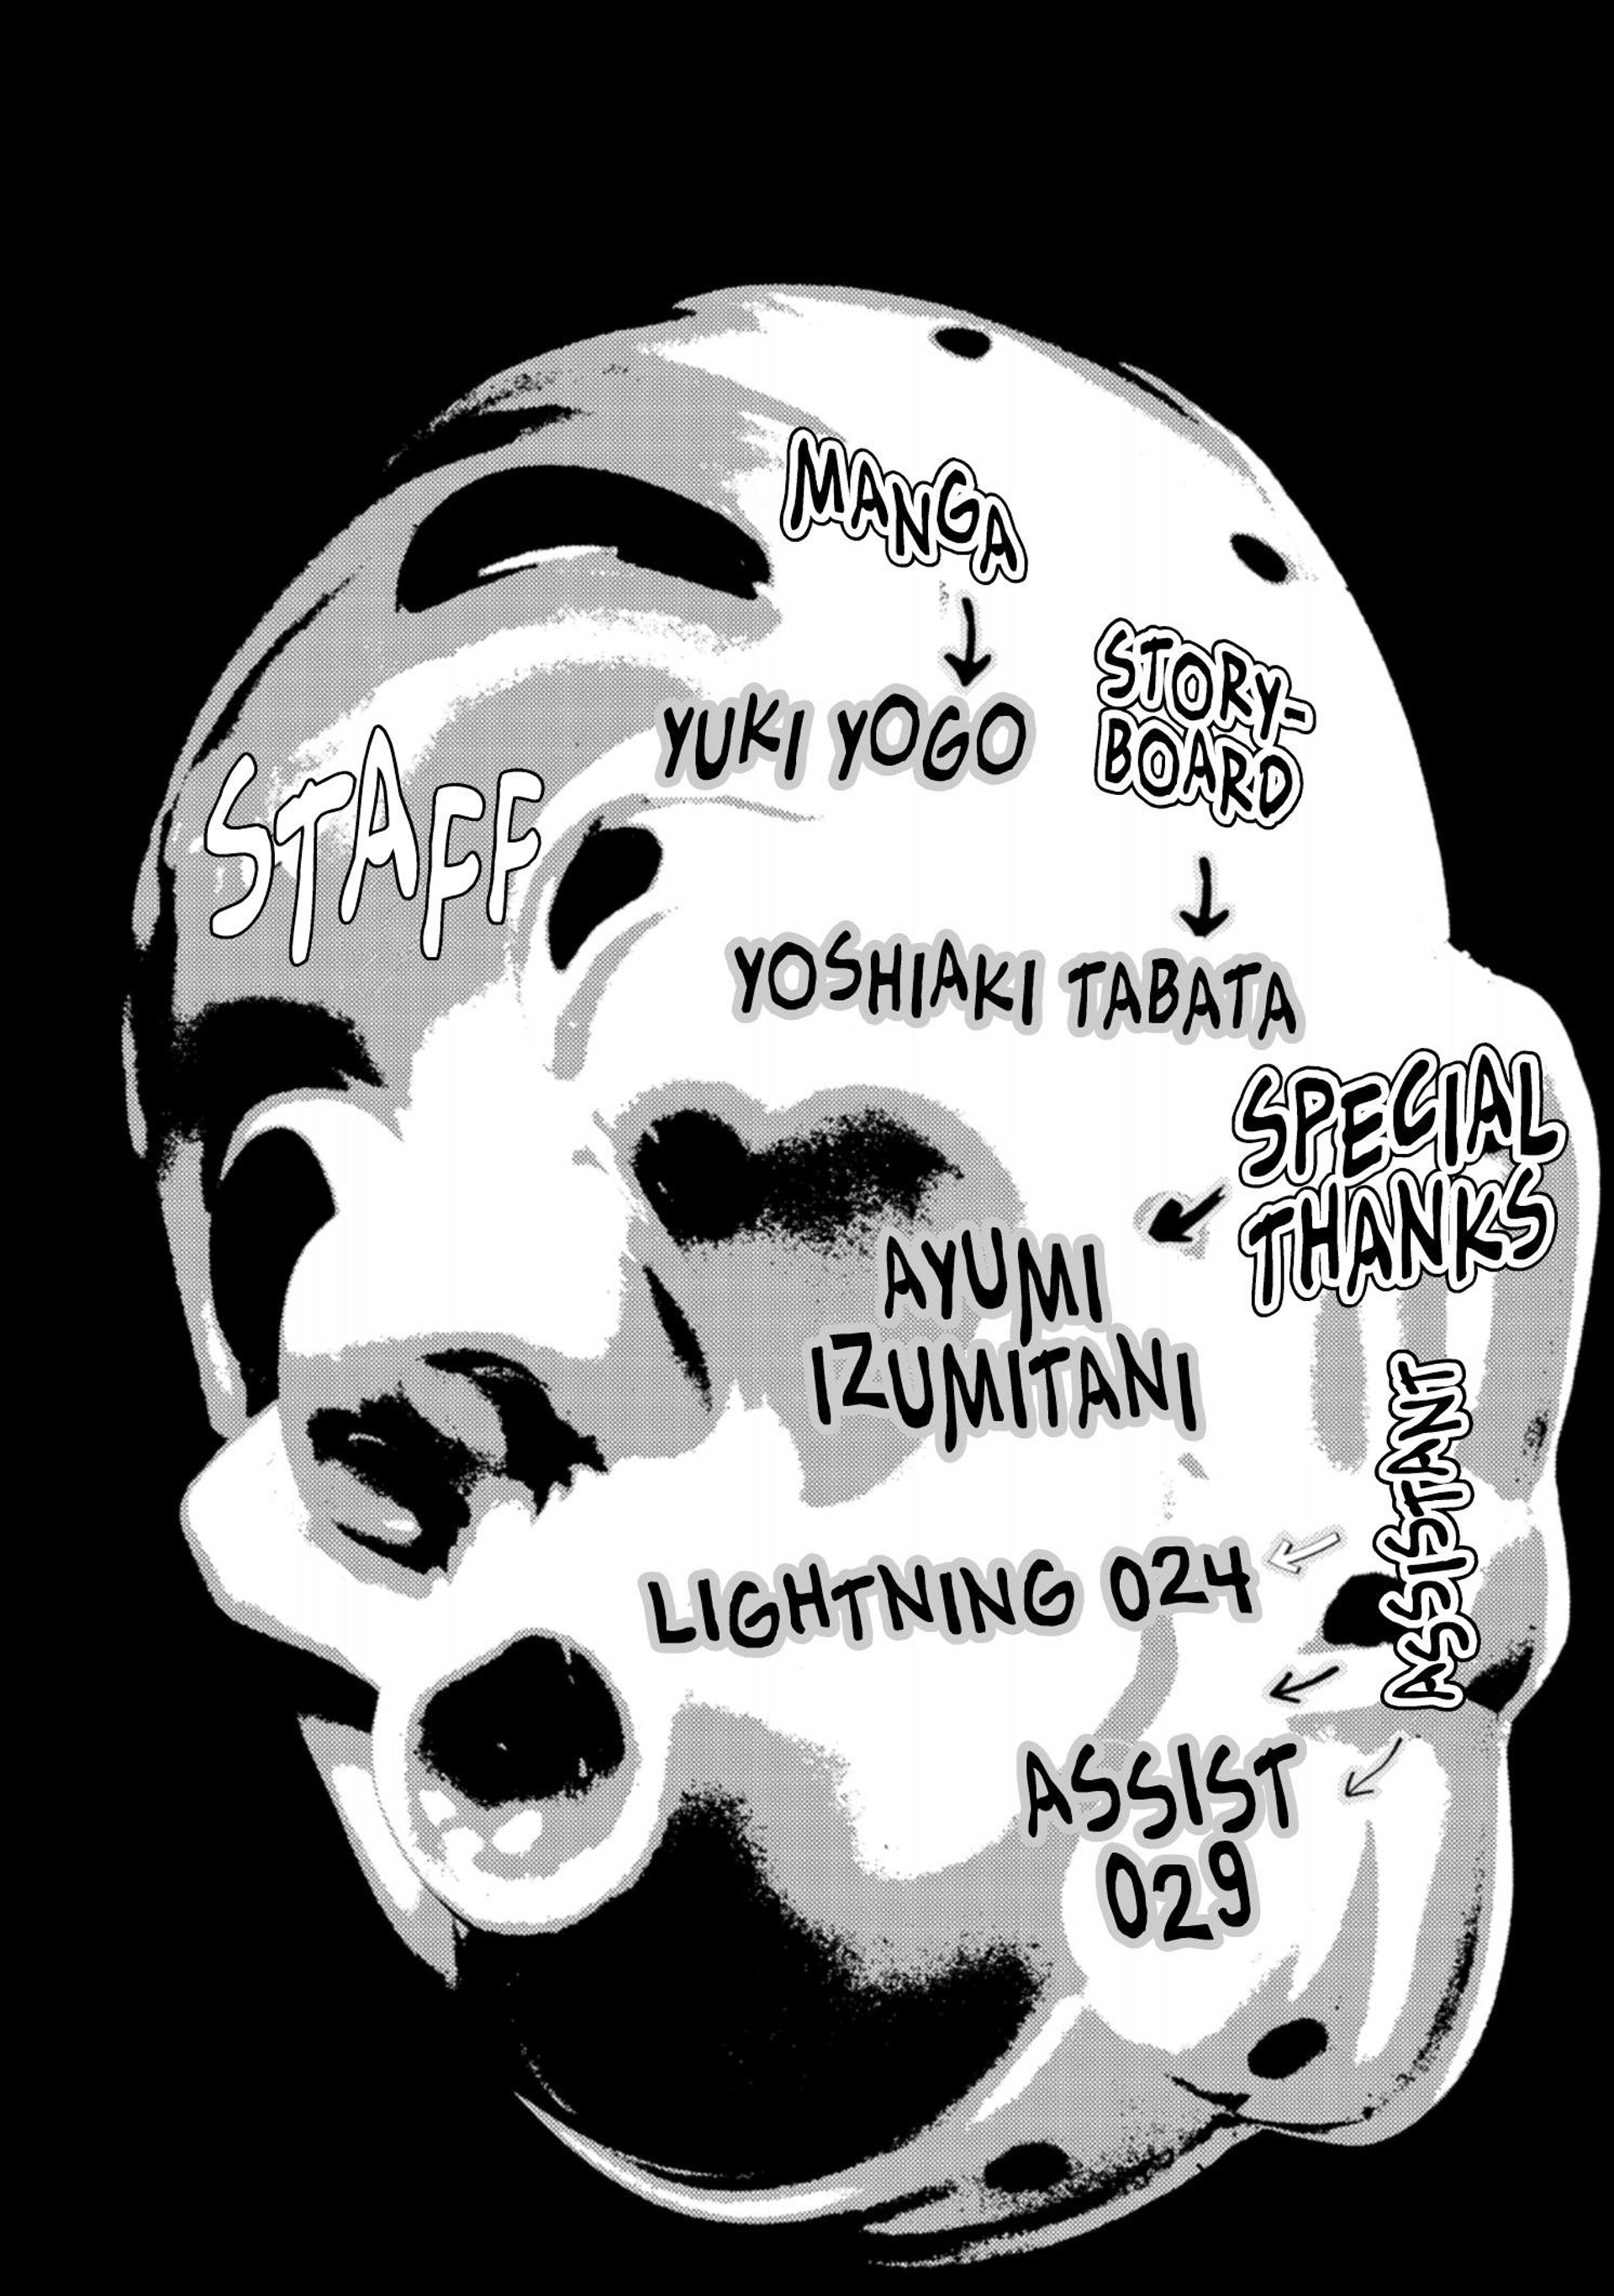 STAFF
MANGA
YUKI YOGO
STORY-
BOARD
YOSHIAKI TABATA
SPECIAL
THANKS
AYUMI
IZUMITANI
ASSISTANT
LIGHTNING 024
ASSIST
029